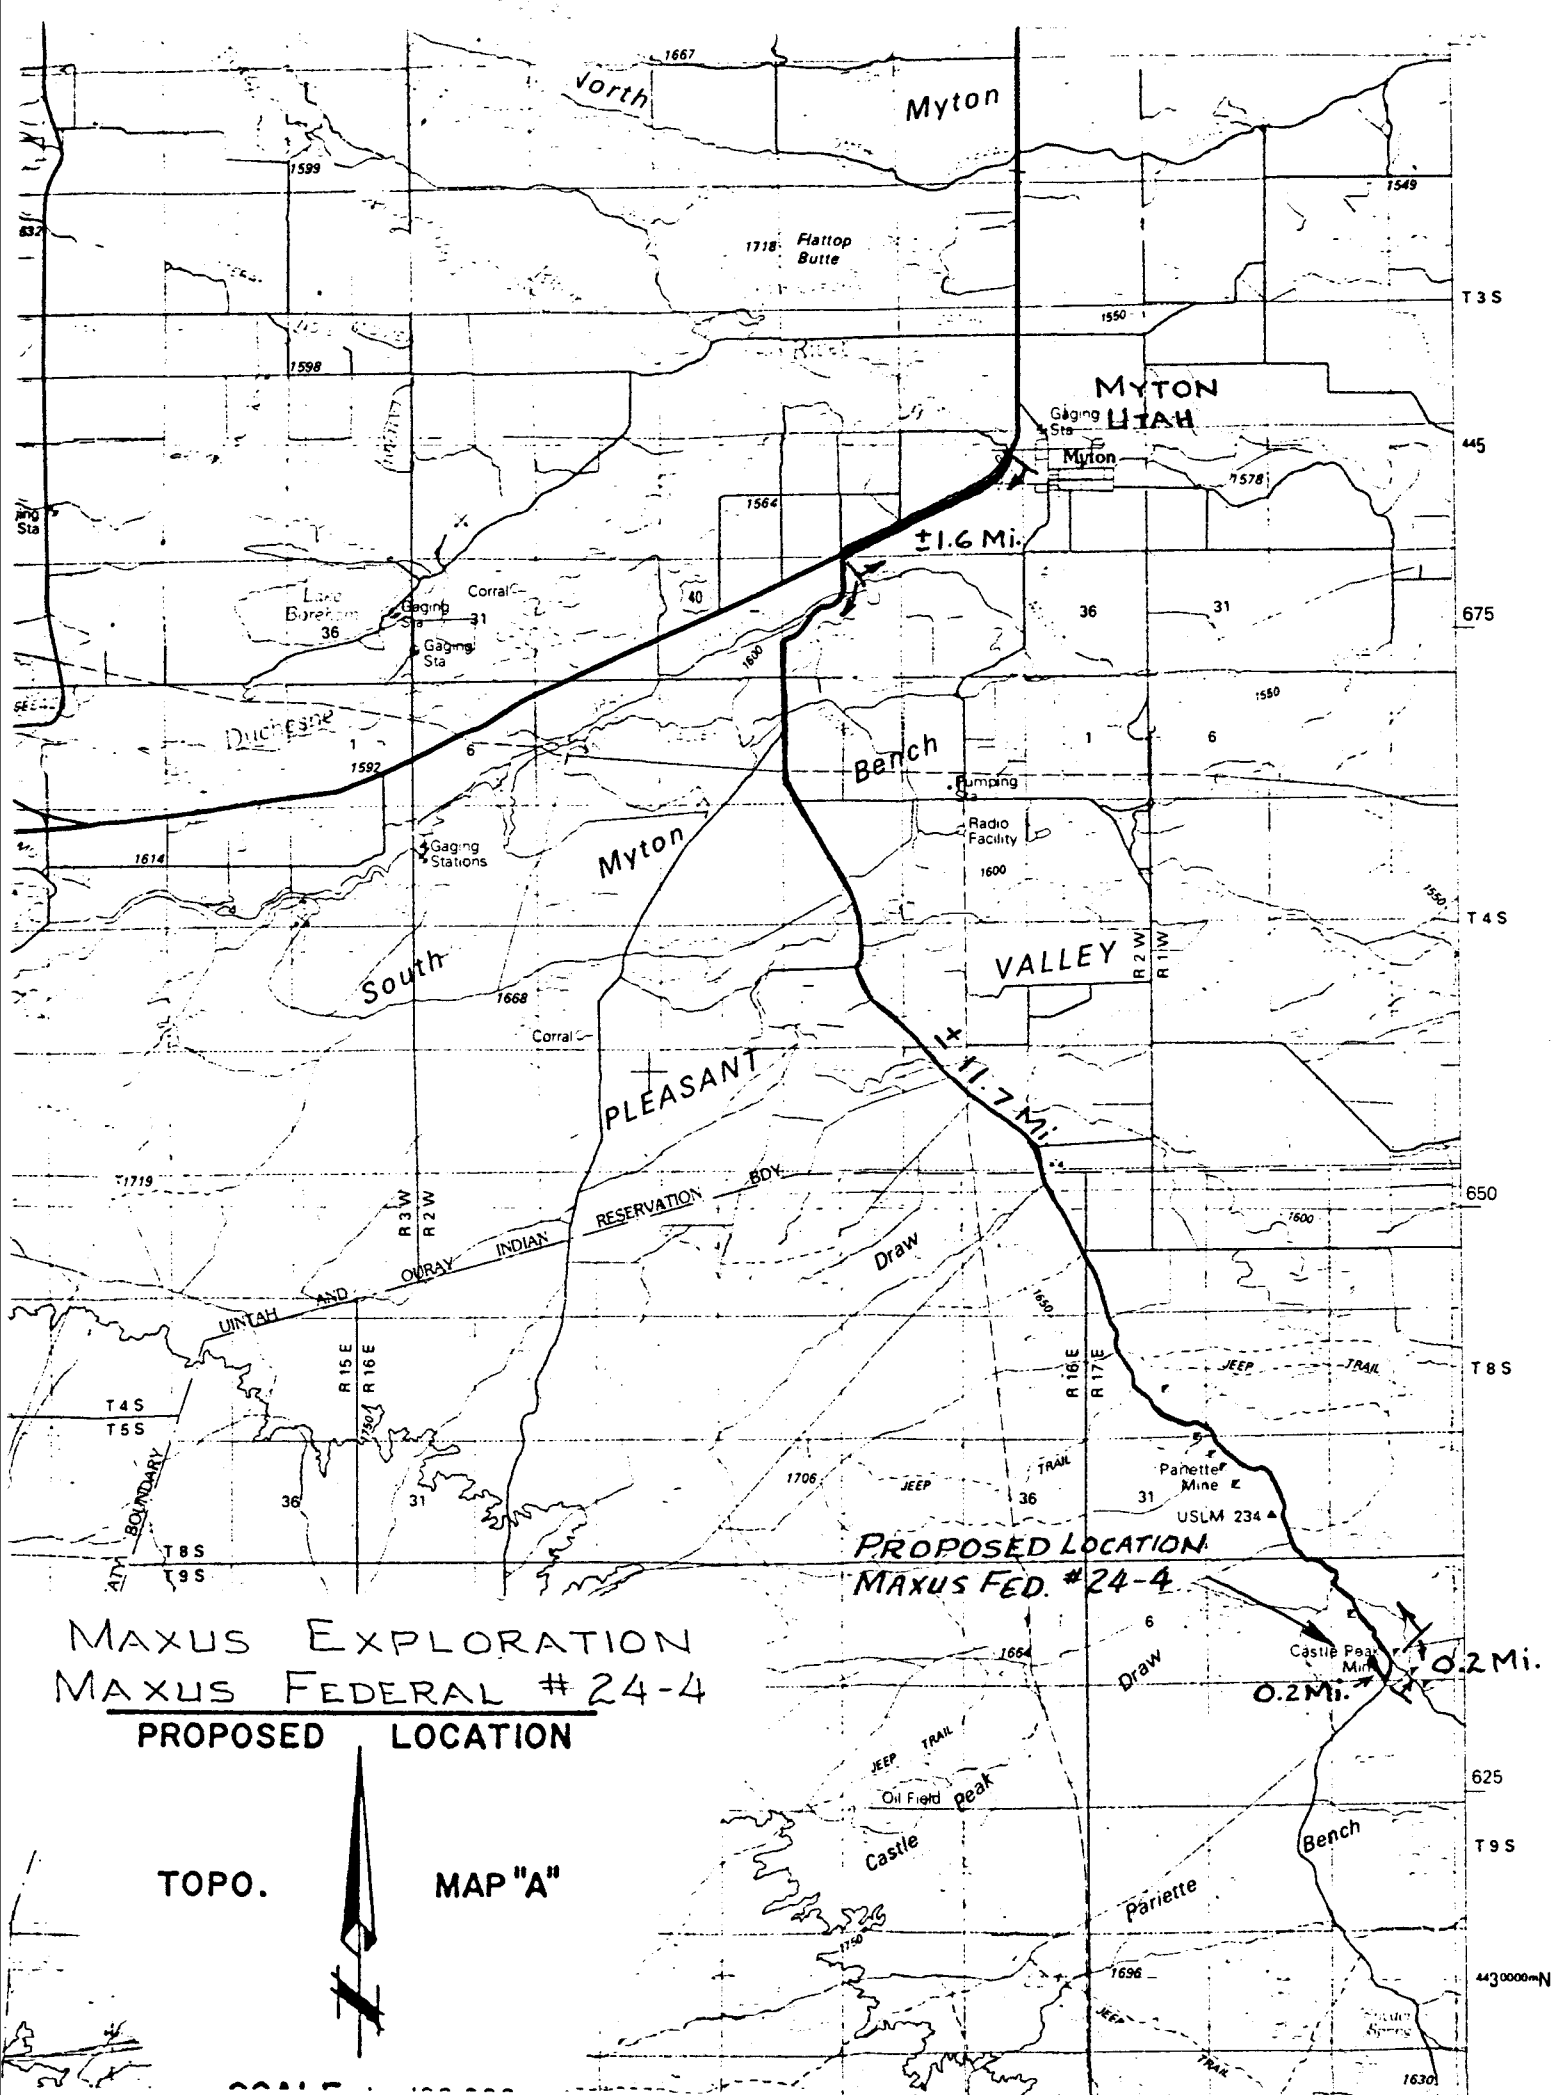 1667
North
Myton
1599
1549
632
1718 Flattop
Butte
T 3 S
1550
River
1598
MYTON
UTAH
Gaging
Sta
445
Myton
1578
1564
Sta
±1.6 Mi.
Lake
Boreham
36
Corral
31
Gaging
Sta
40
36
31
675
Gaging
Sta
1600
1550
Duchesne
1
6
1592
Bench
1
6
Pumping
Sta
Radio
Facility
Gaging
Stations
1614
Myton
1600
1550
T 4 S
South
VALLEY
R 2 W
R 1 W
1668
Corral
PLEASANT
± 11.7 Mi.
1719
BDY
RESERVATION
INDIAN
OURAY
AND
UINTAH
R 3 W
R 2 W
650
1600
Draw
1650
R 15 E
R 16 E
R 16 E
R 17 E
JEEP TRAIL
T 8 S
T 4 S
T 5 S
1750
BOUNDARY
1706
JEEP
TRAIL
Pariette
Mine
36
31
36
31
USLM 234
T 8 S
T 9 S
PROPOSED LOCATION
MAXUS FED. #24-4
6
1664
Draw
Castle Peak
Mine
0.2 Mi.
0.2 Mi.
MAXUS EXPLORATION
MAXUS FEDERAL #24-4
PROPOSED LOCATION
JEEP TRAIL
Oil Field
Peak
Castle
625
Bench
T 9 S
TOPO. MAP "A"
Pariette
1750
1696
4430000mN
JEEP
TRAIL
Spring
1630
SCALE